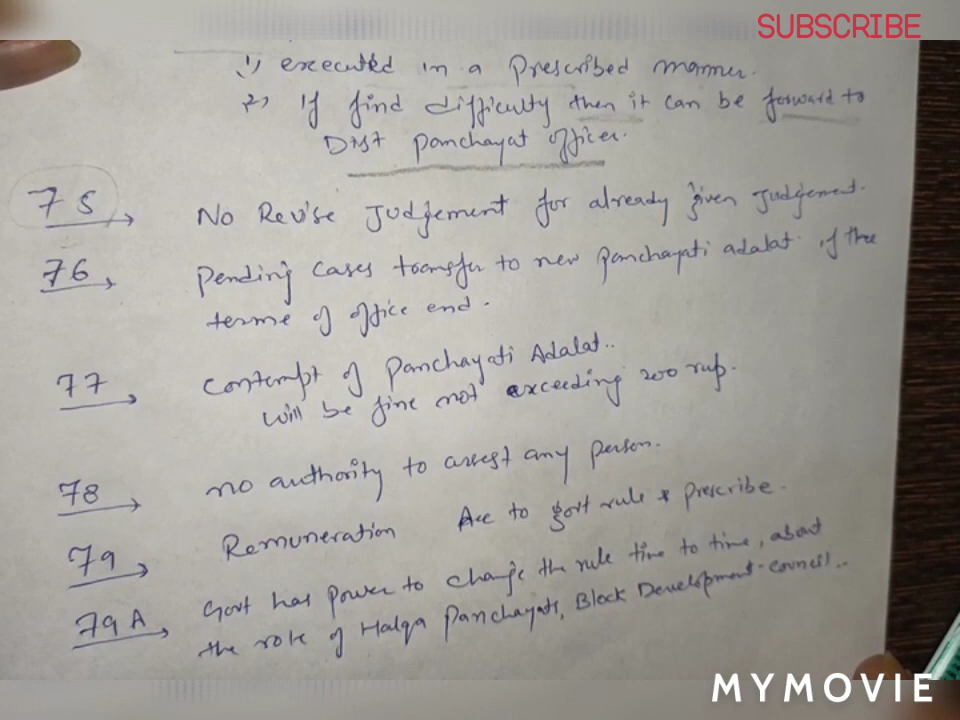 SUBSCRIBE
1) executed in a prescribed manner.
2) If find difficulty then it can be forward to
Dist panchayat officer.
75 → No Revise Judgement for already given Judgement.
76 → Pending cases transfer to new panchayati adalat if the
terme of office end.
77 → contempt of panchayati Adalat..
will be fine not exceeding 200 rup.
78 → no authority to arrest any person.
79 → Remuneration Acc to govt rule & prescribe.
79A → Govt has power to change the rule time to time, about
the role of Halqa panchayats, Block Development council..
MYMOVIE